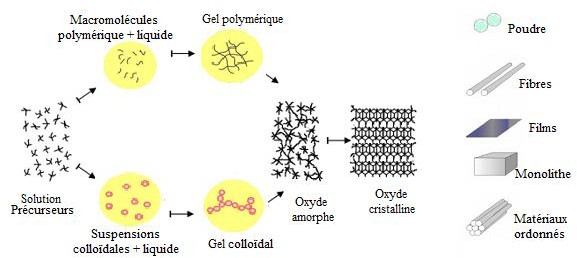 Macromolécules
polymérique + liquide
Gel polymérique
Solution
Précurseurs
Suspensions
colloïdales + liquide
Gel colloïdal
Oxyde
amorphe
Oxyde
cristalline
Poudre
Fibres
Films
Monolithe
Matériaux
ordonnés